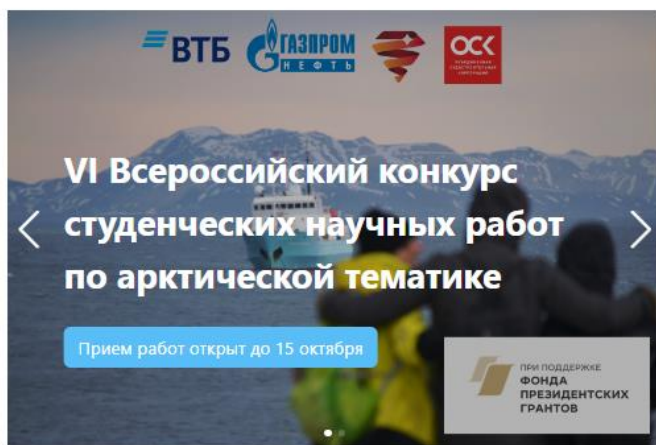 ВТБ
ГАЗПРОМ
НЕФТЬ
ОСК
VI Всероссийский конкурс
студенческих научных работ
по арктической тематике
Прием работ открыт до 15 октября
ПРИ ПОДДЕРЖКЕ
ФОНДА
ПРЕЗИДЕНТСКИХ
ГРАНТОВ